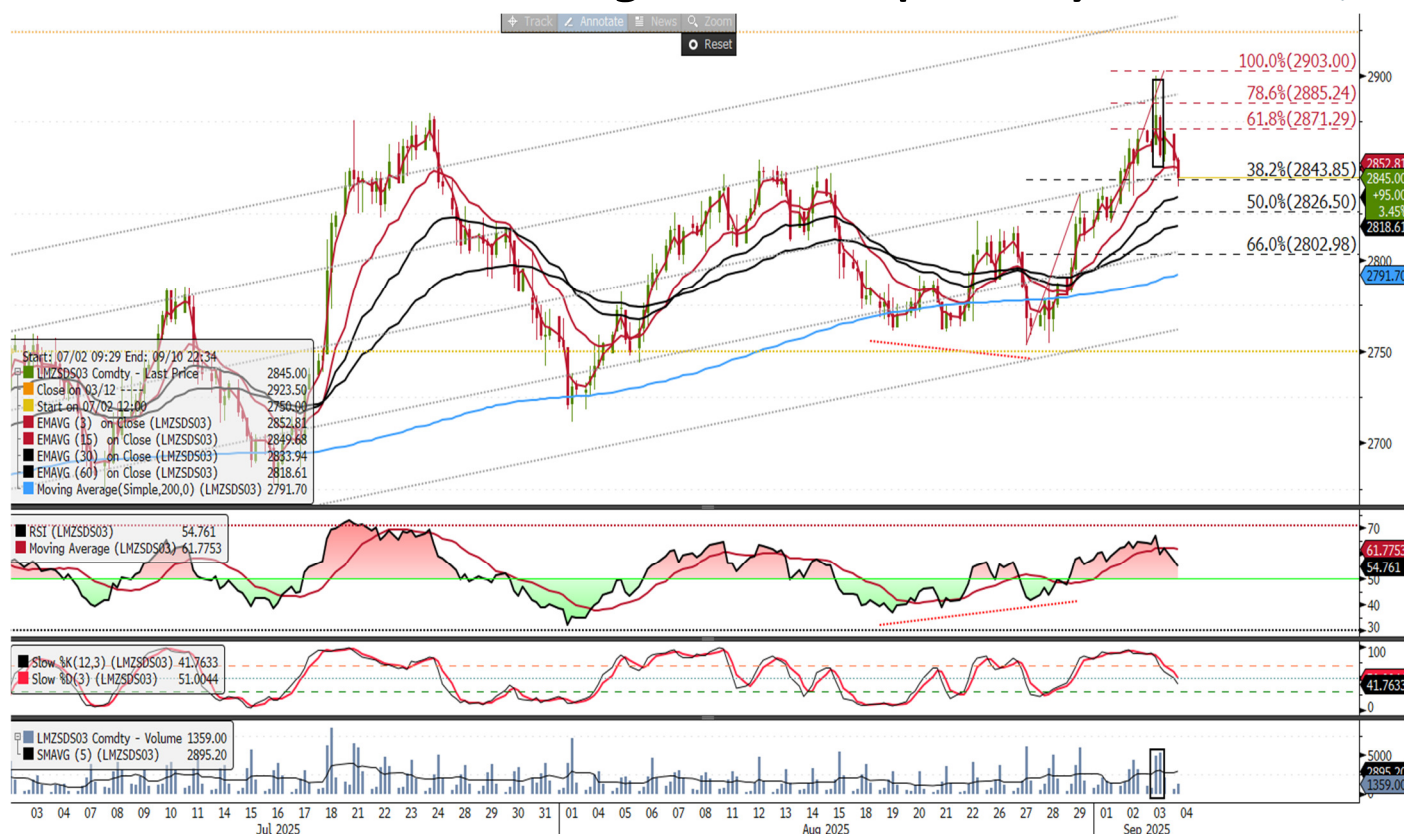 Track Annotate News Zoom
Reset
100.0%(2903.00)
2900
78.6%(2885.24)
61.8%(2871.29)
2852.81
38.2%(2843.85)
2845.00
+95.00
3.45%
50.0%(2826.50)
2818.61
66.0%(2802.98)
2800
2791.70
2750
2700
Start: 07/02 09:29 End: 09/10 22:34
LMZSDS03 Comdty - Last Price 2845.00
Close on 03/12 ---- 2923.50
Start on 07/02 12:00 2750.00
EMAVG (3) on Close (LMZSDS03) 2852.81
EMAVG (15) on Close (LMZSDS03) 2849.68
EMAVG (30) on Close (LMZSDS03) 2833.94
EMAVG (60) on Close (LMZSDS03) 2818.61
Moving Average(Simple,200,0) (LMZSDS03) 2791.70
RSI (LMZSDS03) 54.761
Moving Average (LMZSDS03) 61.7753
70
61.7753
54.761
50
40
30
Slow %K(12,3) (LMZSDS03) 41.7633
Slow %D(3) (LMZSDS03) 51.0044
100
41.7633
0
LMZSDS03 Comdty - Volume 1359.00
SMAVG (5) (LMZSDS03) 2895.20
5000
2895.20
1359.00
03 04 07 08 09 10 11 14 15 16 17 18 21 22 23 24 25 28 29 30 31 01 04 05 06 07 08 11 12 13 14 15 18 19 20 21 22 26 27 28 29 01 02 03 04
Jul 2025 Aug 2025 Sep 2025